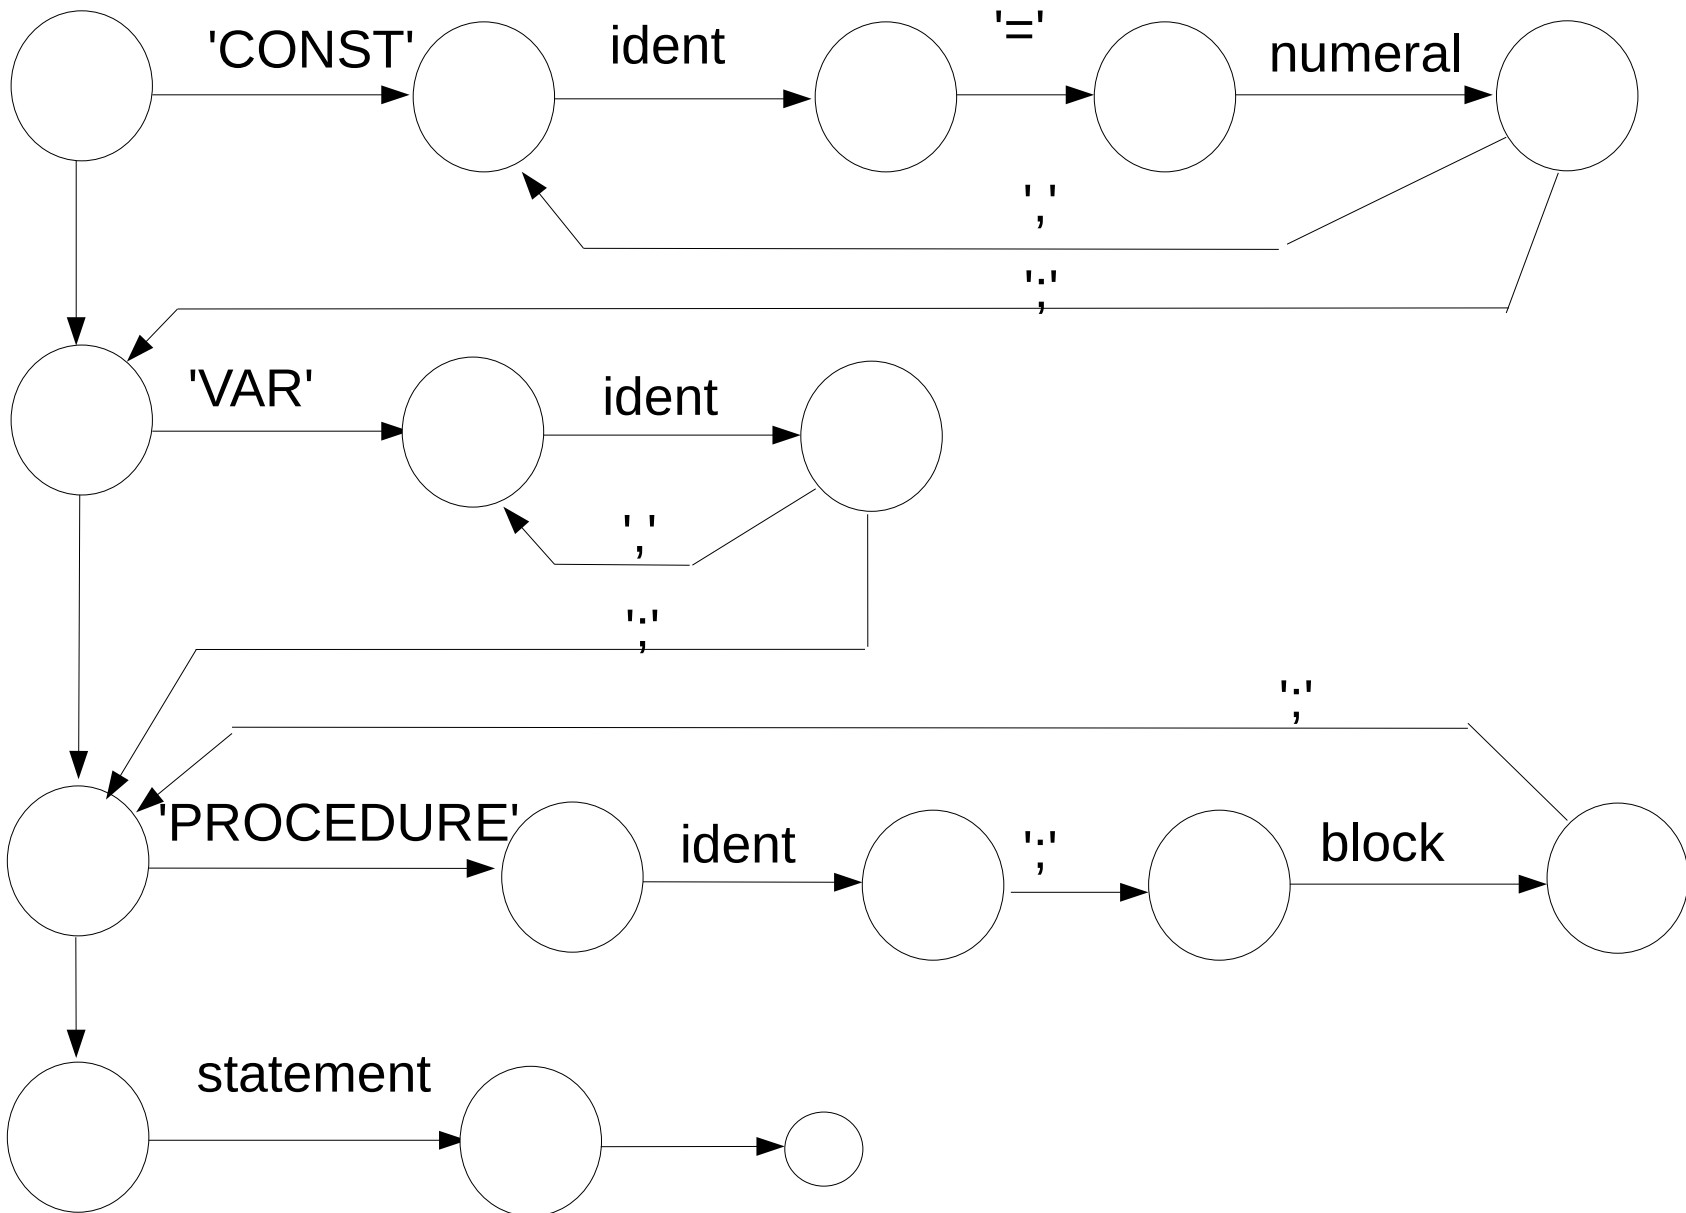 'CONST'
ident
'='
numeral
','
';'
'VAR'
ident
','
';'
';'
'PROCEDURE'
ident
';'
block
statement